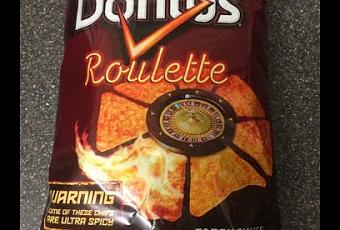 Doritos
Roulette
WARNING
SOME OF THESE CHIPS
ARE ULTRA SPICY